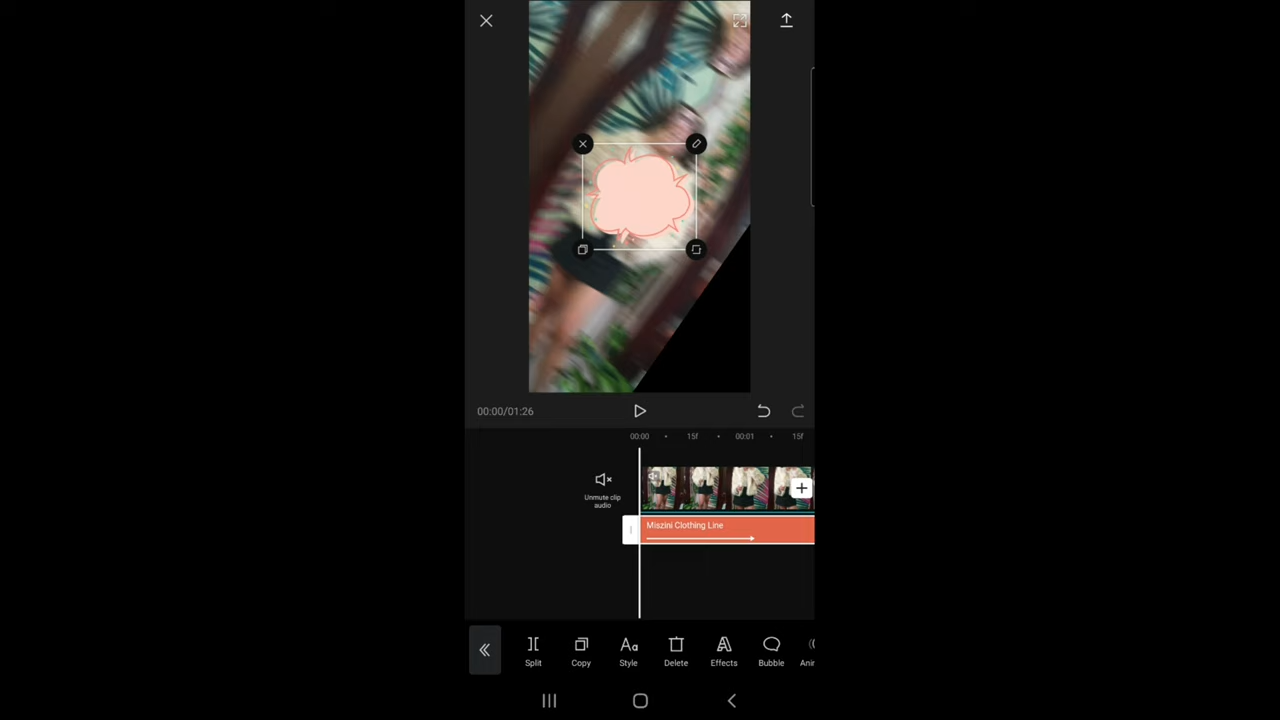 00:00/01:26
00:00 15f 00:01 15f
Unmute clip
audio
Miszini Clothing Line
Split Copy Style Delete Effects Bubble Anir